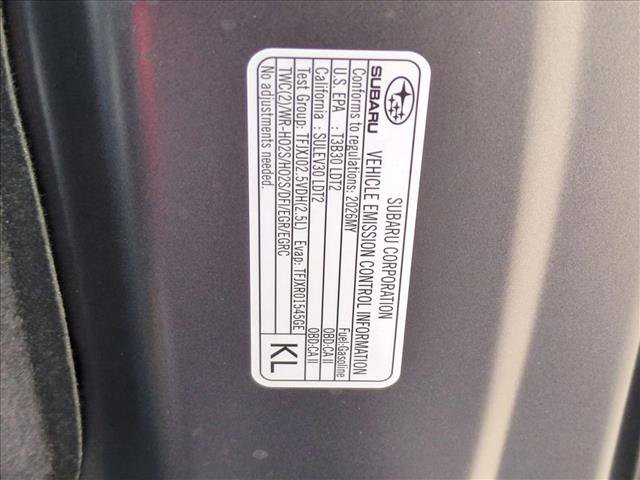 SUBARU CORPORATION
SUBARU VEHICLE EMISSION CONTROL INFORMATION
Conforms to regulations: 2026MY Fuel:Gasoline
U.S. EPA : T3B30 LDT2 OBD:CA II
California : SULEV30 LDT2 OBD:CA II
Test Group: TFJXJ02.5VDH(2.5L) Evap: TFJXR01545GE
TWC(2)/WR-HO2S/HO2S/DFI/EGR/EGRC
No adjustments needed.
KL